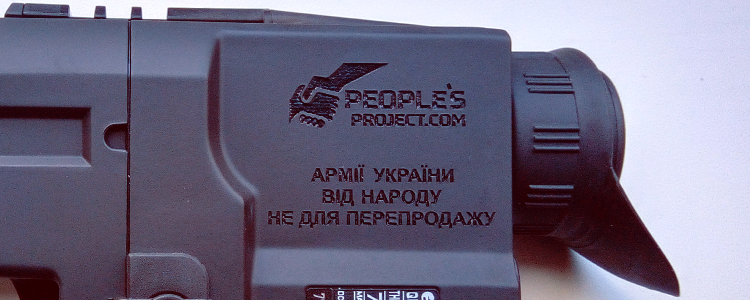 PEOPLE'S
PROJECT.COM
АРМІЇ УКРАЇНИ
ВІД НАРОДУ
НЕ ДЛЯ ПЕРЕПРОДАЖУ